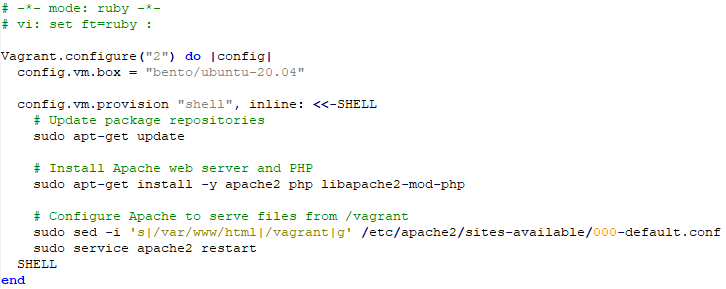 # -*- mode: ruby -*-
# vi: set ft=ruby :

Vagrant.configure("2") do |config|
  config.vm.box = "bento/ubuntu-20.04"

  config.vm.provision "shell", inline: <<-SHELL
    # Update package repositories
    sudo apt-get update

    # Install Apache web server and PHP
    sudo apt-get install -y apache2 php libapache2-mod-php

    # Configure Apache to serve files from /vagrant
    sudo sed -i 's|/var/www/html|/vagrant|g' /etc/apache2/sites-available/000-default.conf
    sudo service apache2 restart
  SHELL
end